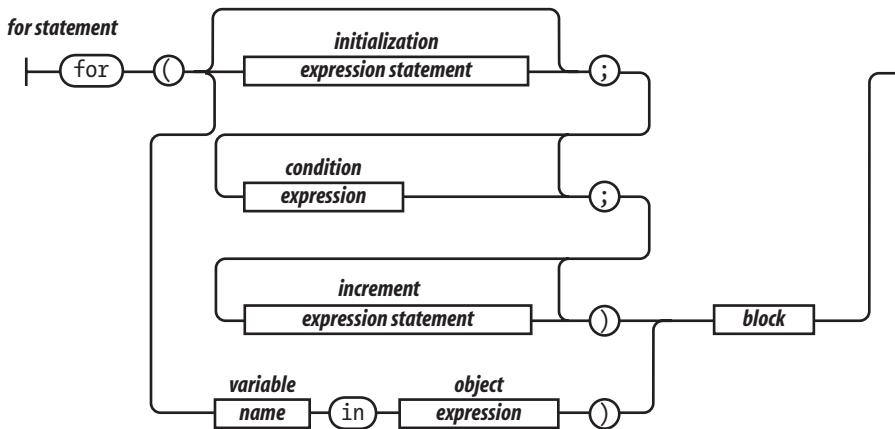 for statement
initialization
for ( expression statement ;
condition
expression ;
increment
expression statement ) block
variable object
name in expression )